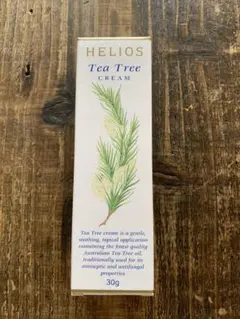 HELIOS
Tea Tree
CREAM
Tea Tree cream is a gentle,
soothing, topical application
containing the finest quality
Australian Tea Tree oil,
traditionally used for its
antiseptic and antifungal
properties
30g